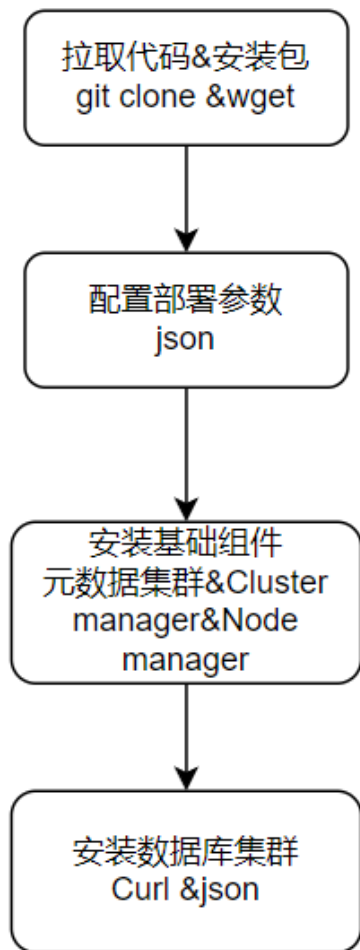 拉取代码&安装包
git clone &wget
配置部署参数
json
安装基础组件
元数据集群&Cluster
manager&Node
manager
安装数据库集群
Curl &json